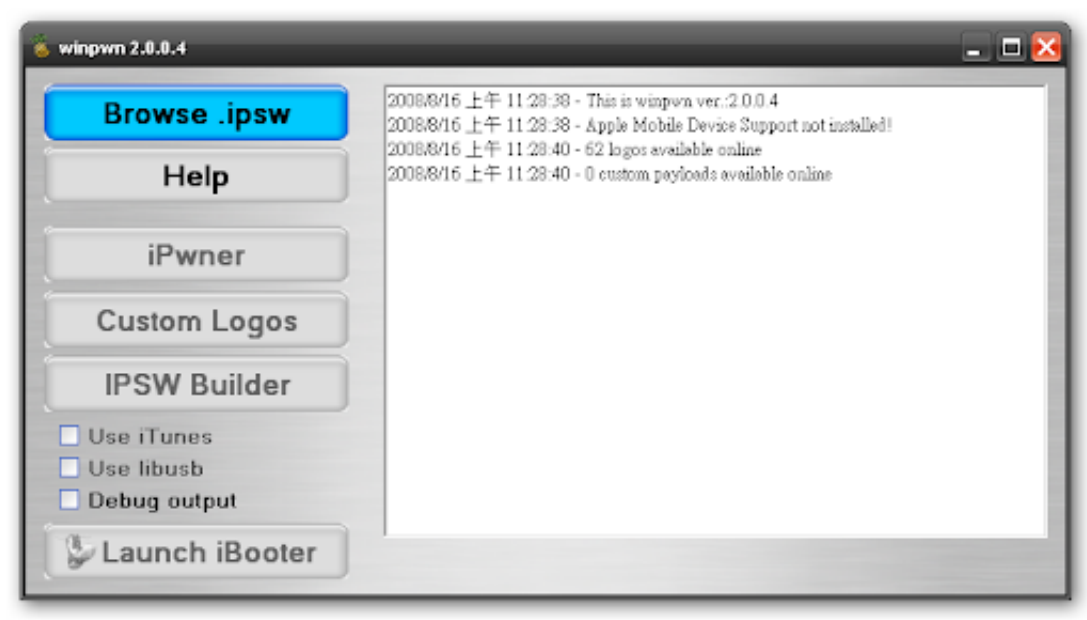 winpwn 2.0.0.4
Browse .ipsw
Help
iPwner
Custom Logos
IPSW Builder
Use iTunes
Use libusb
Debug output
Launch iBooter
2008/8/16 上午 11:28:38 - This is winpwn ver.:2.0.0.4
2008/8/16 上午 11:28:38 - Apple Mobile Device Support not installed!
2008/8/16 上午 11:28:40 - 62 logos available online
2008/8/16 上午 11:28:40 - 0 custom payloads available online